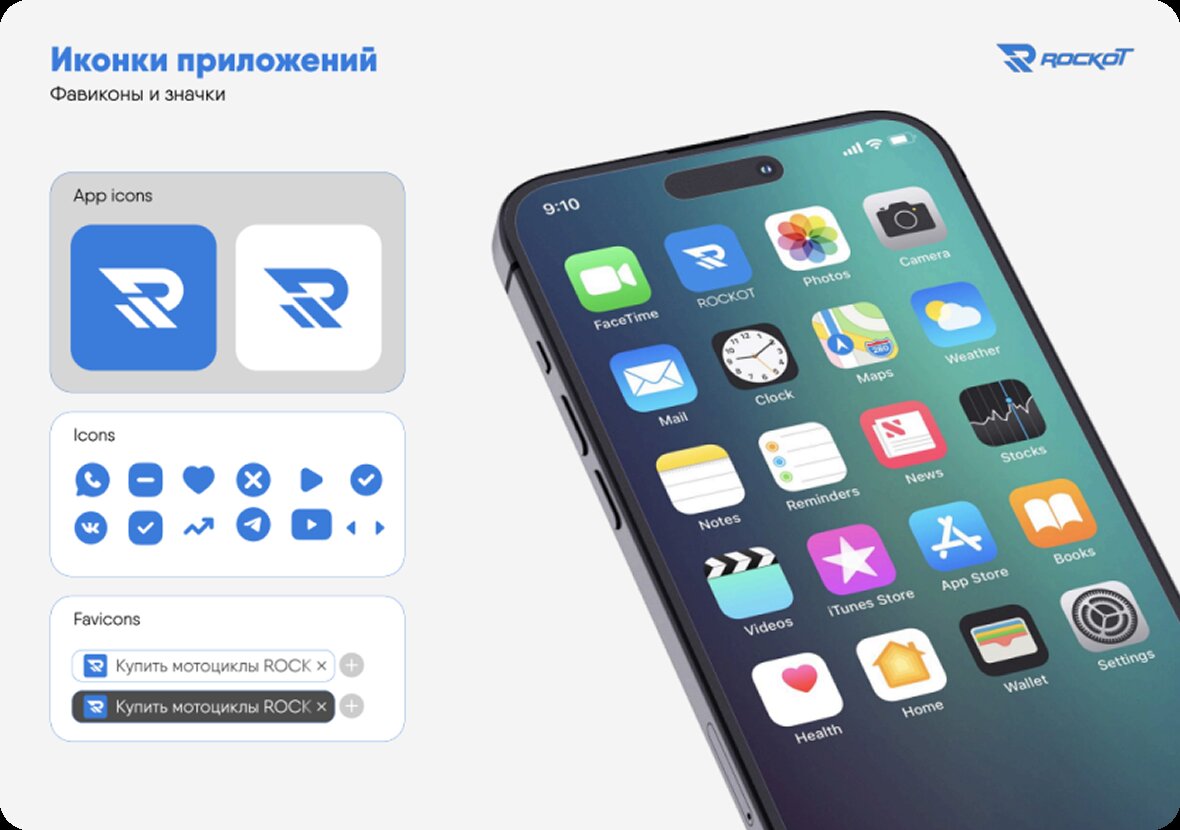 Иконки приложений
Фавиконы и значки
ROCKOT
App icons
Icons
Favicons
Купить мотоциклы ROCK
Купить мотоциклы ROCK
9:10
FaceTime
ROCKOT
Photos
Camera
Mail
Clock
Maps
280
Weather
Notes
Reminders
News
Stocks
Videos
iTunes Store
App Store
Books
Health
Home
Wallet
Settings